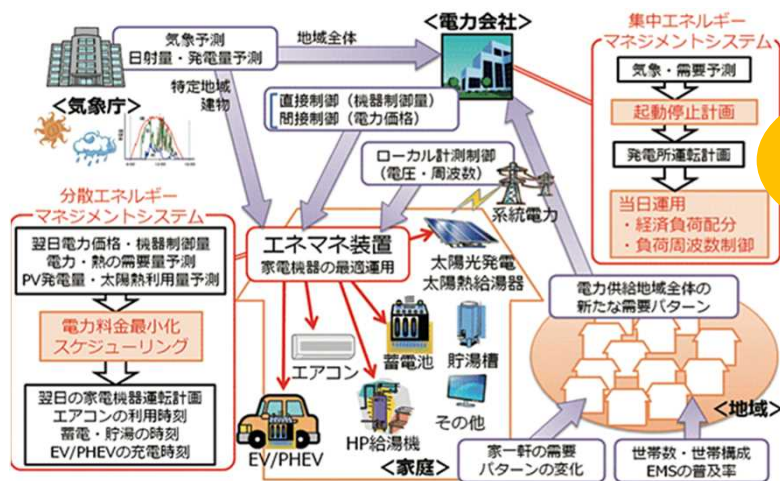 <電力会社>
集中エネルギー
マネジメントシステム
気象予測
日射量・発電量予測
地域全体
気象・需要予測
特定地域
建物
<気象庁>
直接制御（機器制御量）
間接制御（電力価格）
起動停止計画
発電所運転計画
ローカル計測制御
（電圧・周波数）
系統電力
当日運用
・経済負荷配分
・負荷周波数制御
分散エネルギー
マネジメントシステム
翌日電力価格・機器制御量
電力・熱の需要量予測
PV発電量・太陽熱利用量予測
エネマネ装置
家電機器の最適運用
太陽光発電
太陽熱給湯器
電力供給地域全体の
新たな需要パターン
電力料金最小化
スケジューリング
エアコン
蓄電池
貯湯槽
翌日の家電機器運転計画
エアコンの利用時刻
蓄電・貯湯の時刻
EV/PHEVの充電時刻
EV/PHEV
HP給湯機
その他
<家庭>
<地域>
家一軒の需要
パターンの変化
世帯数・世帯構成
EMSの普及率